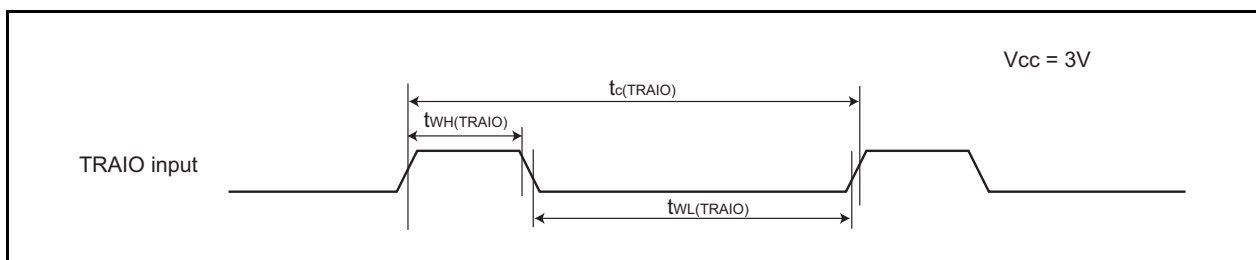 Vcc = 3V
tc(TRAIO)
tWH(TRAIO)
TRAIO input
tWL(TRAIO)